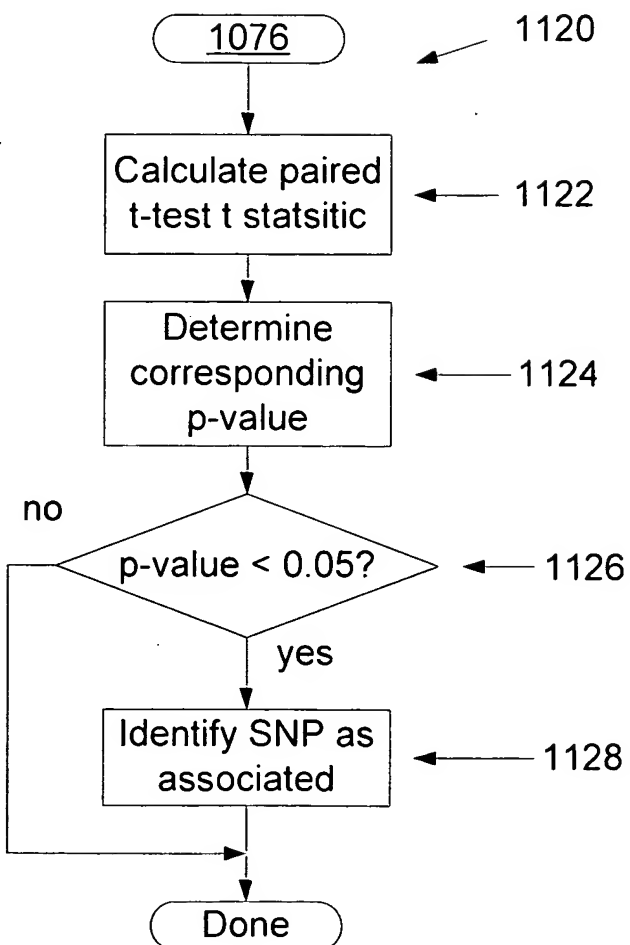 1076
1120
Calculate paired
t-test t statsitic
1122
Determine
corresponding
p-value
1124
no
p-value < 0.05?
1126
yes
Identify SNP as
associated
1128
Done